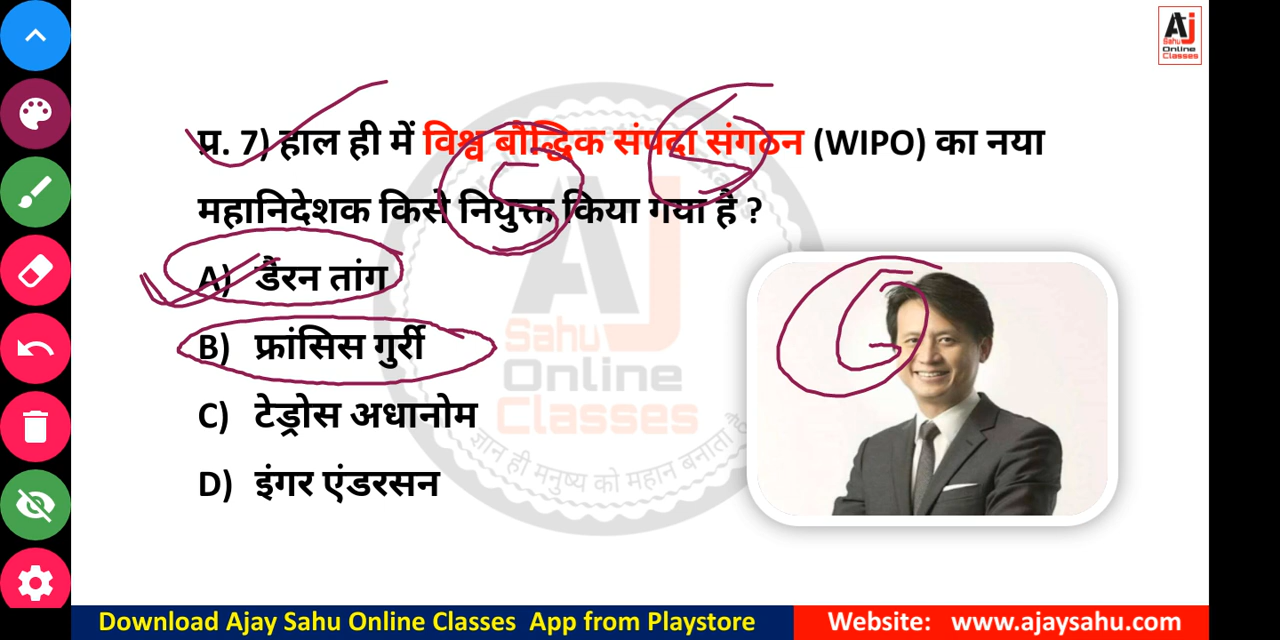 Aj
Sahu
Online
Classes
प्र. 7) हाल ही में विश्व बौद्धिक संपदा संगठन (WIPO) का नया
महानिदेशक किसे नियुक्त किया गया है ?
A) डैरन तांग
B) फ्रांसिस गुर्री
C) टेड्रोस अधानोम
D) इंगर एंडरसन
AJ
Sahu
Online
Classes
ज्ञान ही मनुष्य को महान बनाता
Download Ajay Sahu Online Classes App from Playstore
Website: www.ajaysahu.com